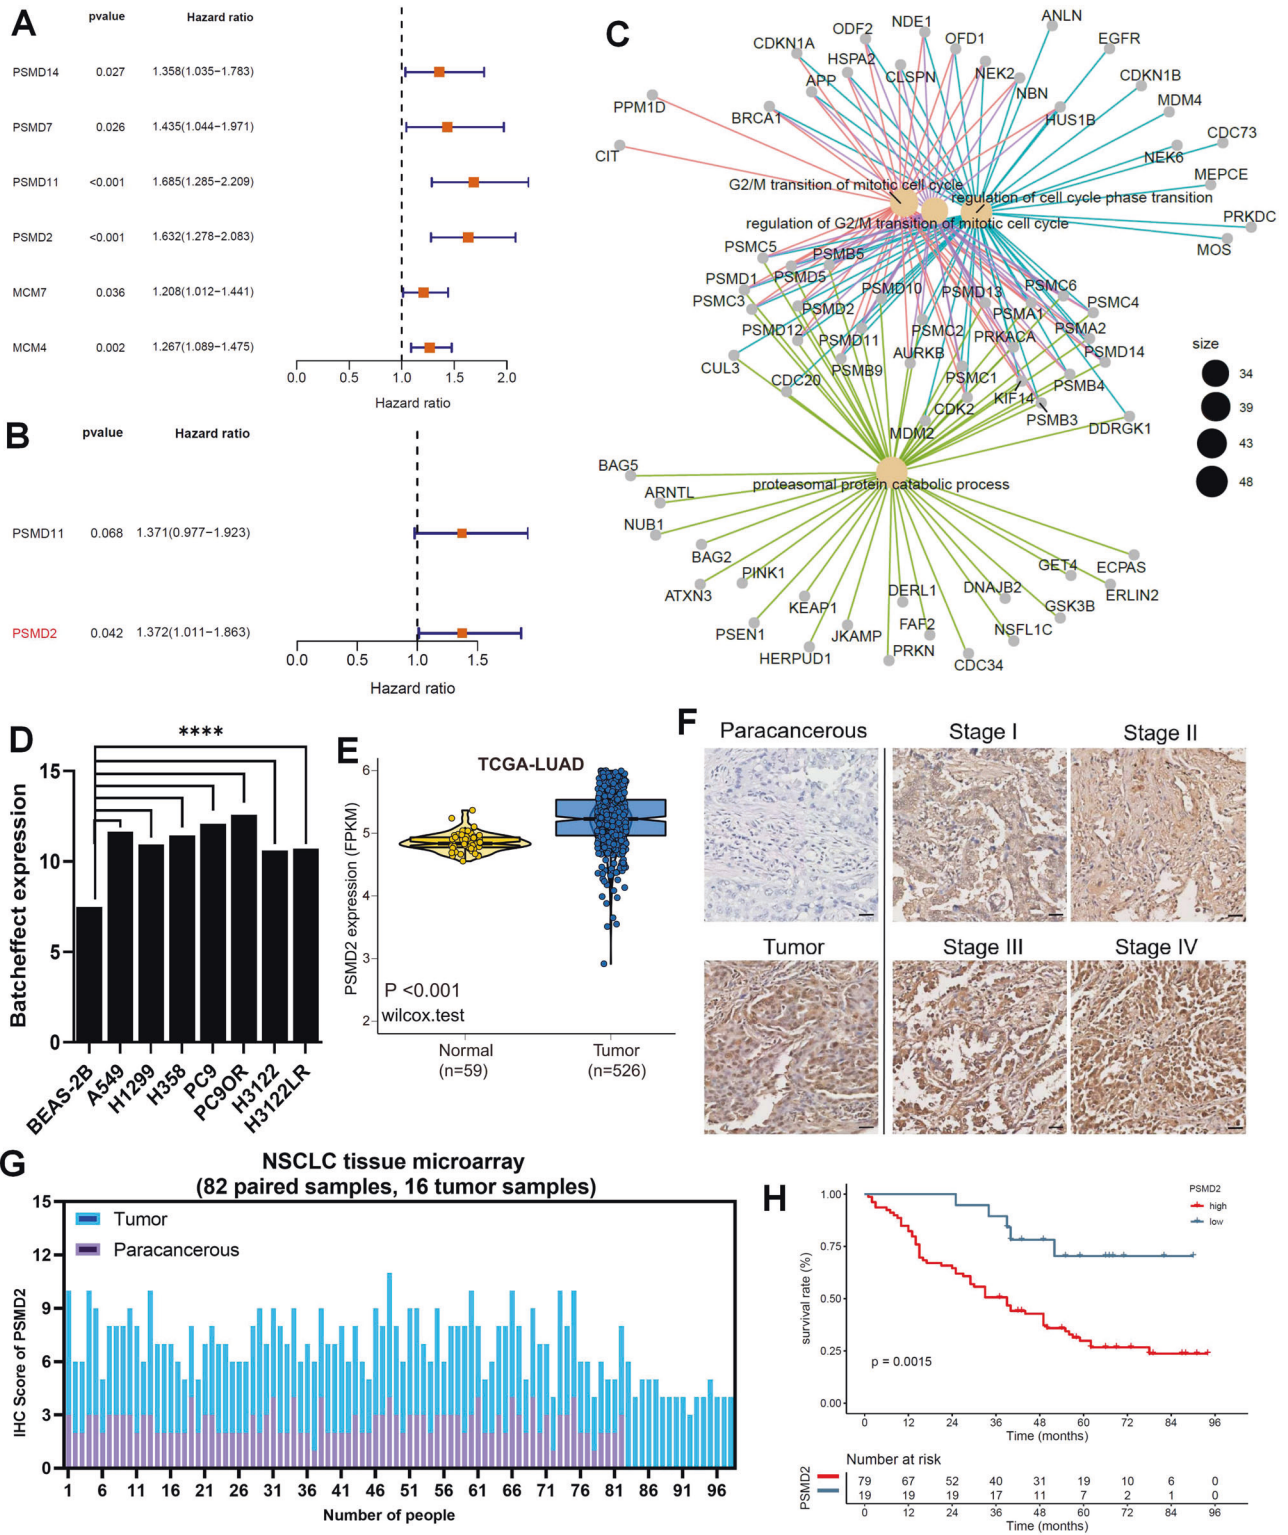 A
pvalue Hazard ratio
PSMD14 0.027 1.358(1.035−1.783)
PSMD7 0.026 1.435(1.044−1.971)
PSMD11 <0.001 1.685(1.285−2.209)
PSMD2 <0.001 1.632(1.278−2.083)
MCM7 0.036 1.208(1.012−1.441)
MCM4 0.002 1.267(1.089−1.475)
0.0 0.5 1.0 1.5 2.0
Hazard ratio
B
pvalue Hazard ratio
PSMD11 0.068 1.371(0.977−1.923)
PSMD2 0.042 1.372(1.011−1.863)
0.0 0.5 1.0 1.5
Hazard ratio
C
ANLN
NDE1
ODF2
OFD1
EGFR
CDKN1A
HSPA2
CLSPN
NEK2
CDKN1B
APP
NBN
MDM4
PPM1D
BRCA1
HUS1B
CDC73
CIT
NEK6
MEPCE
G2/M transition of mitotic cell cycle
regulation of cell cycle phase transition
PRKDC
regulation of G2/M transition of mitotic cell cycle
MOS
PSMC5
PSMB5
PSMD1
PSMD5
PSMD10
PSMD13
PSMC6
PSMC3
PSMD2
PSMA1
PSMC4
PSMD12
PSMD11
PSMC2
PRKACA
PSMA2
AURKB
PSMD14
CUL3
PSMB9
PSMC1
CDC20
PSMB4
KIF14
CDK2
PSMB3
MDM2
DDRGK1
size
34
39
43
48
BAG5
proteasomal protein catabolic process
ARNTL
NUB1
BAG2
GET4
ECPAS
PINK1
ATXN3
DERL1
DNAJB2
ERLIN2
KEAP1
GSK3B
PSEN1
JKAMP
FAF2
NSFL1C
HERPUD1
PRKN
CDC34
D
****
Batcheffect expression
15
10
5
0
BEAS-2B
A549
H1299
H358
PC9
PC9OR
H3122
H3122LR
E
TCGA-LUAD
PSMD2 expression (FPKM)
6
5
4
3
2
P <0.001
wilcox.test
Normal Tumor
(n=59) (n=526)
F
Paracancerous Stage I Stage II
Tumor Stage III Stage IV
G
NSCLC tissue microarray
(82 paired samples, 16 tumor samples)
IHC Score of PSMD2
15
12
9
6
3
0
Tumor
Paracancerous
1 6 11 16 21 26 31 36 41 46 51 56 61 66 71 76 81 86 91 96
Number of people
H
PSMD2
high
low
survival rate (%)
1.00
0.75
0.50
0.25
0.00
p = 0.0015
0 12 24 36 48 60 72 84 96
Time (months)
Number at risk
PSMD2
79 67 52 40 31 19 10 6 0
19 19 19 17 11 7 2 1 0
0 12 24 36 48 60 72 84 96
Time (months)